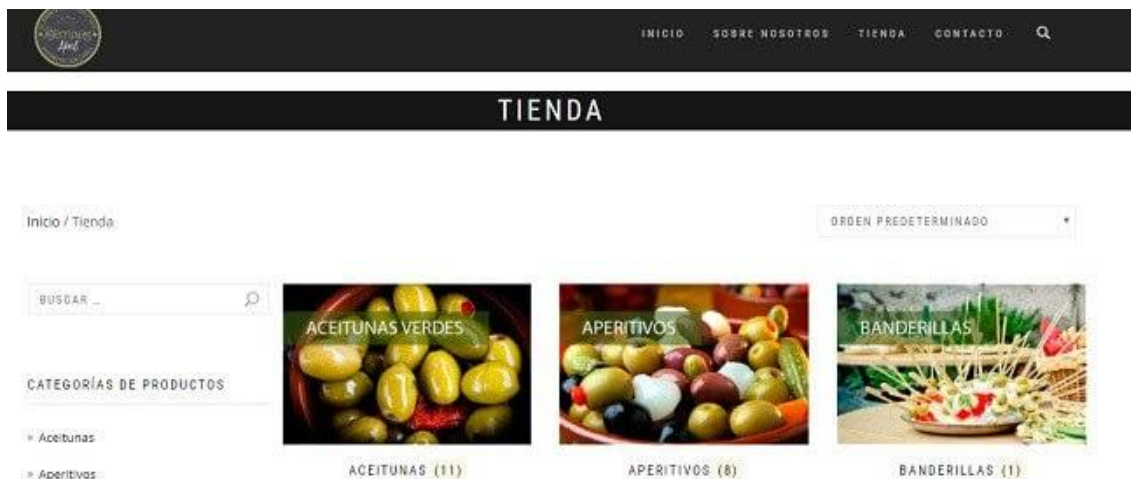 INICIO SOBRE NOSOTROS TIENDA CONTACTO
TIENDA
Inicio / Tienda
ORDEN PREDETERMINADO
BUSCAR ...
CATEGORÍAS DE PRODUCTOS
» Aceitunas
» Aperitivos
ACEITUNAS VERDES
ACEITUNAS (11)
APERITIVOS
APERITIVOS (8)
BANDERILLAS
BANDERILLAS (1)